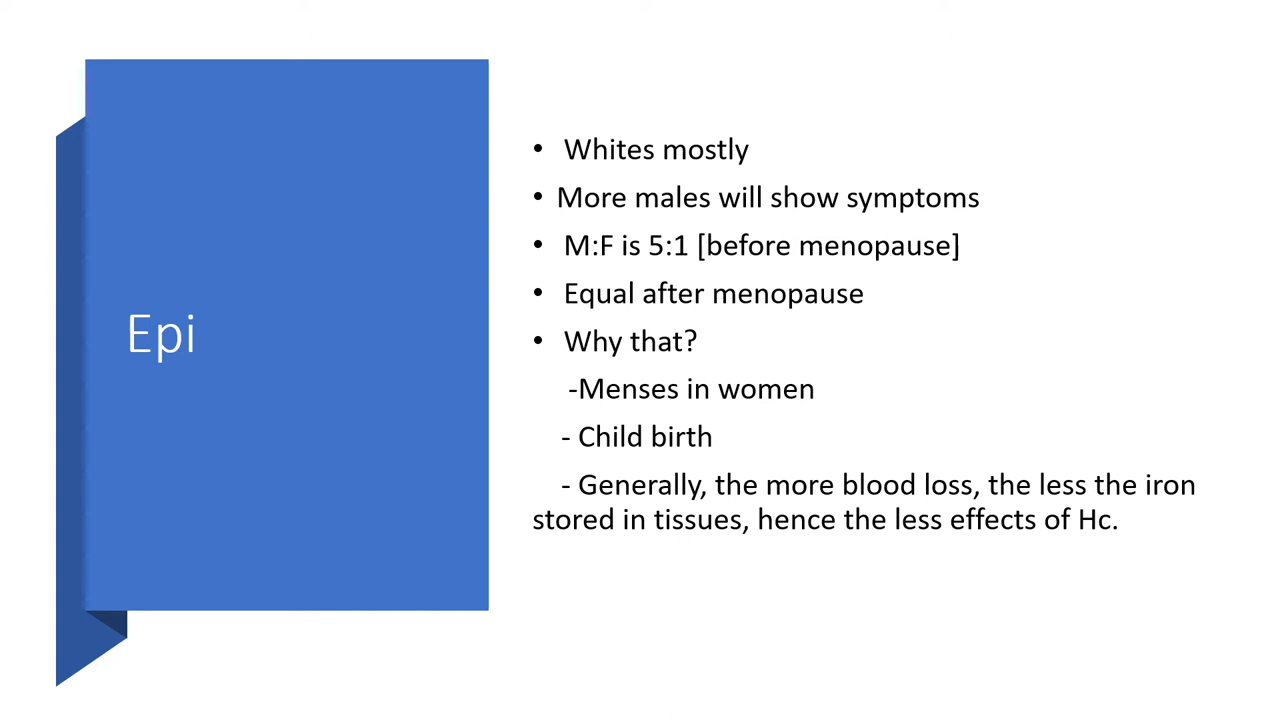 Epi
• Whites mostly
• More males will show symptoms
• M:F is 5:1 [before menopause]
• Equal after menopause
• Why that?
-Menses in women
- Child birth
- Generally, the more blood loss, the less the iron
stored in tissues, hence the less effects of Hc.